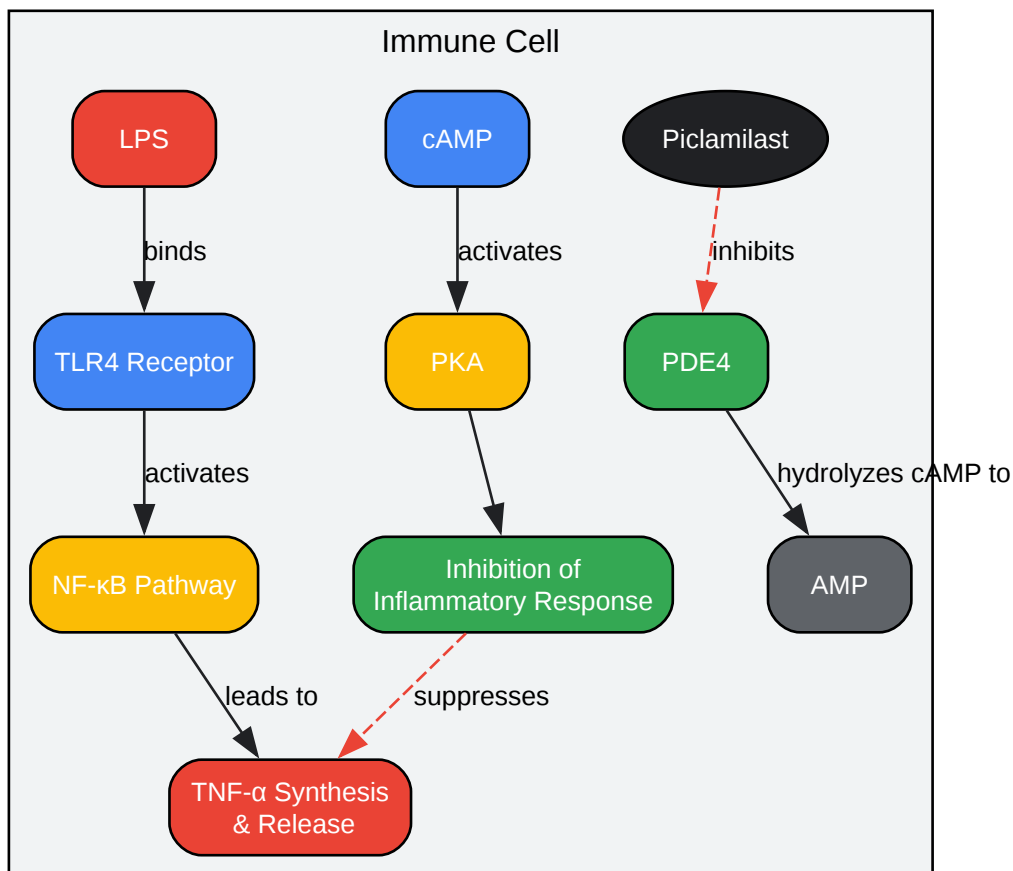 Immune Cell
LPS
cAMP
Piclamilast
binds
activates
inhibits
TLR4 Receptor
PKA
PDE4
activates
hydrolyzes cAMP to
NF-κB Pathway
Inhibition of
Inflammatory Response
AMP
leads to
suppresses
TNF-α Synthesis
& Release